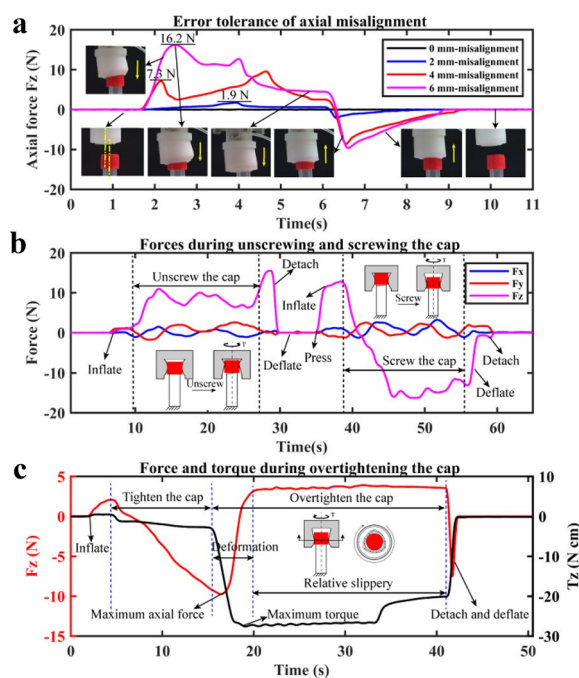 a
Error tolerance of axial misalignment
Axial force Fz (N)
20
10
0
-10
-20
16.2 N
7.3 N
1.9 N
0 mm-misalignment
2 mm-misalignment
4 mm-misalignment
6 mm-misalignment
0 1 2 3 4 5 6 7 8 9 10 11
Time(s)
b
Forces during unscrewing and screwing the cap
Force (N)
20
10
0
-10
-20
Unscrew the cap
Detach
Inflate
T
Screw
Fx
Fy
Fz
Inflate
T
Unscrew
Deflate
Press
Screw the cap
Detach
Deflate
0 10 20 30 40 50 60
Time(s)
c
Force and torque during overtightening the cap
Fz (N)
5
0
-5
-10
-15
Tighten the cap
Overtighten the cap
Inflate
Deformation
T
Relative slippery
Maximum axial force
Maximum torque
Detach and deflate
Tz (N cm)
10
0
-10
-20
-30
0 10 20 30 40 50
Time (s)